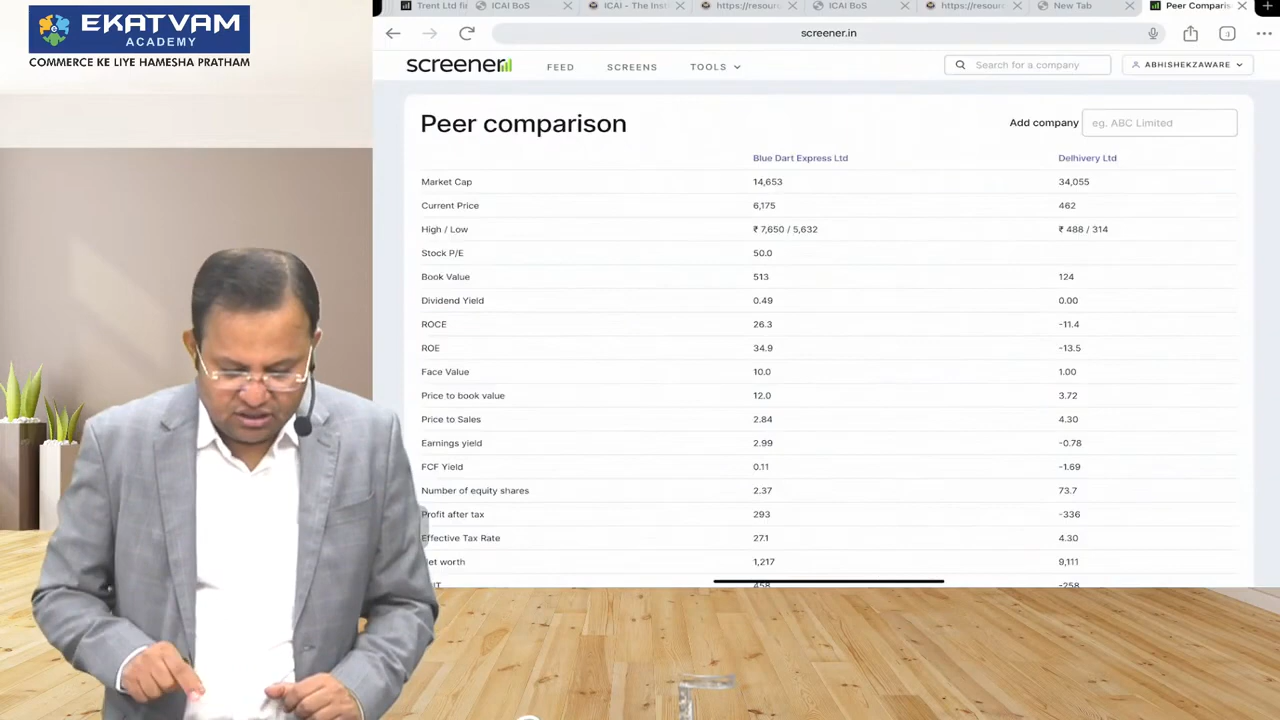 EKATVAM
ACADEMY
COMMERCE KE LIYE HAMESHA PRATHAM
Trent Ltd fi
ICAI BoS
ICAI - The Inst
https://resour
ICAI BoS
https://resour
New Tab
Peer Comparis
screener.in
screener
FEED
SCREENS
TOOLS
Search for a company
ABHISHEKZAWARE
Peer comparison
Add company
eg. ABC Limited
Blue Dart Express Ltd Delhivery Ltd
Market Cap 14,653 34,055
Current Price 6,175 462
High / Low ₹ 7,650 / 5,632 ₹ 488 / 314
Stock P/E 50.0
Book Value 513 124
Dividend Yield 0.49 0.00
ROCE 26.3 -11.4
ROE 34.9 -13.5
Face Value 10.0 1.00
Price to book value 12.0 3.72
Price to Sales 2.84 4.30
Earnings yield 2.99 -0.78
FCF Yield 0.11 -1.69
Number of equity shares 2.37 73.7
Profit after tax 293 -336
Effective Tax Rate 27.1 4.30
et worth 1,217 9,111
458 -258